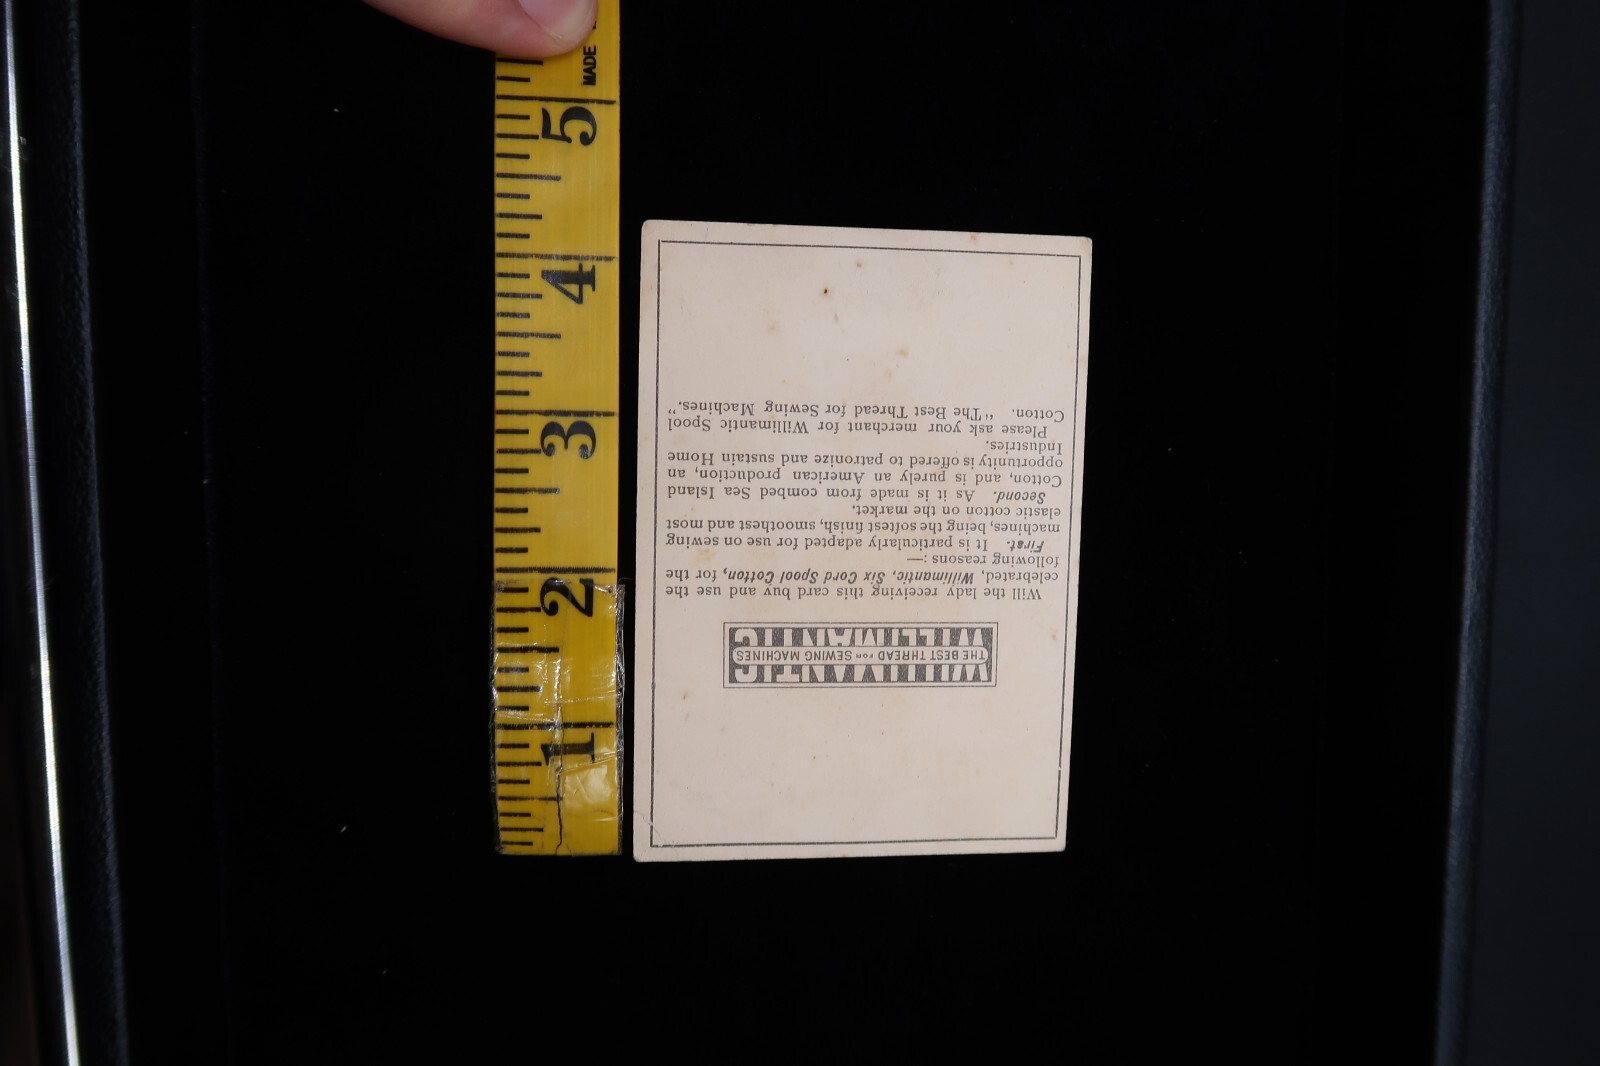 WILLIMANTIC
THE BEST THREAD FOR SEWING MACHINES
WILLIMANTIC
Will the lady receiving this card buy and use the
celebrated, Willimantic, Six Cord Spool Cotton, for the
following reasons :—
First. It is particularly adapted for use on sewing
machines, being the softest finish, smoothest and most
elastic cotton on the market.
Second. As it is made from combed Sea Island
Cotton, and is purely an American production, an
opportunity is offered to patronize and sustain Home
Industries.
Please ask your merchant for Willimantic Spool
Cotton. "The Best Thread for Sewing Machines."
MADE
5
4
3
2
1